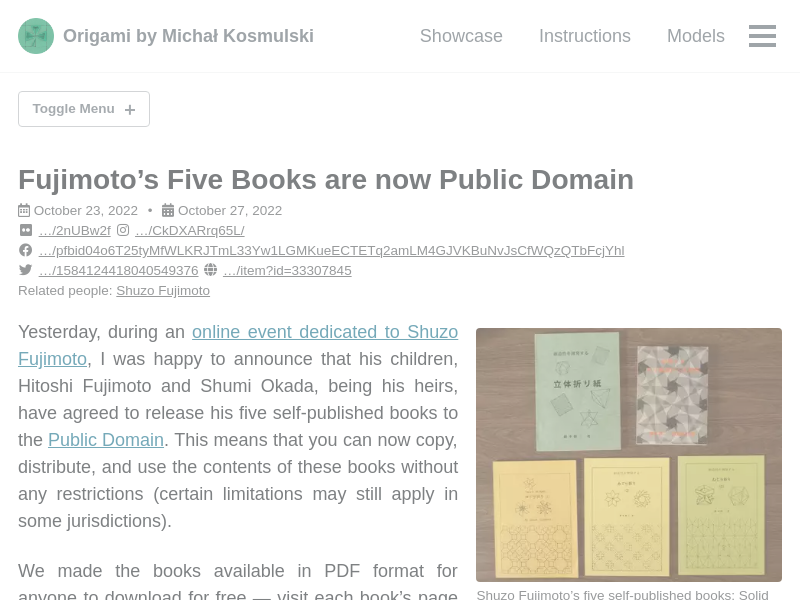 Origami by Michał Kosmulski
Showcase
Instructions
Models
Toggle Menu
Fujimoto’s Five Books are now Public Domain
October 23, 2022 • October 27, 2022
…/2nUBw2f …/CkDXARrq65L/
…/pfbid04o6T25tyMfWLKRJTmL33Yw1LGMKueECTETq2amLM4GJVKBuNvJsCfWQzQTbFcjYhl
…/1584124418040549376 …/item?id=33307845
Related people: Shuzo Fujimoto
Yesterday, during an online event dedicated to Shuzo
Fujimoto, I was happy to announce that his children,
Hitoshi Fujimoto and Shumi Okada, being his heirs,
have agreed to release his five self-published books to
the Public Domain. This means that you can now copy,
distribute, and use the contents of these books without
any restrictions (certain limitations may still apply in
some jurisdictions).
We made the books available in PDF format for
anyone to download for free — visit each book’s page
立体折り紙
Shuzo Fujimoto’s five self-published books: Solid